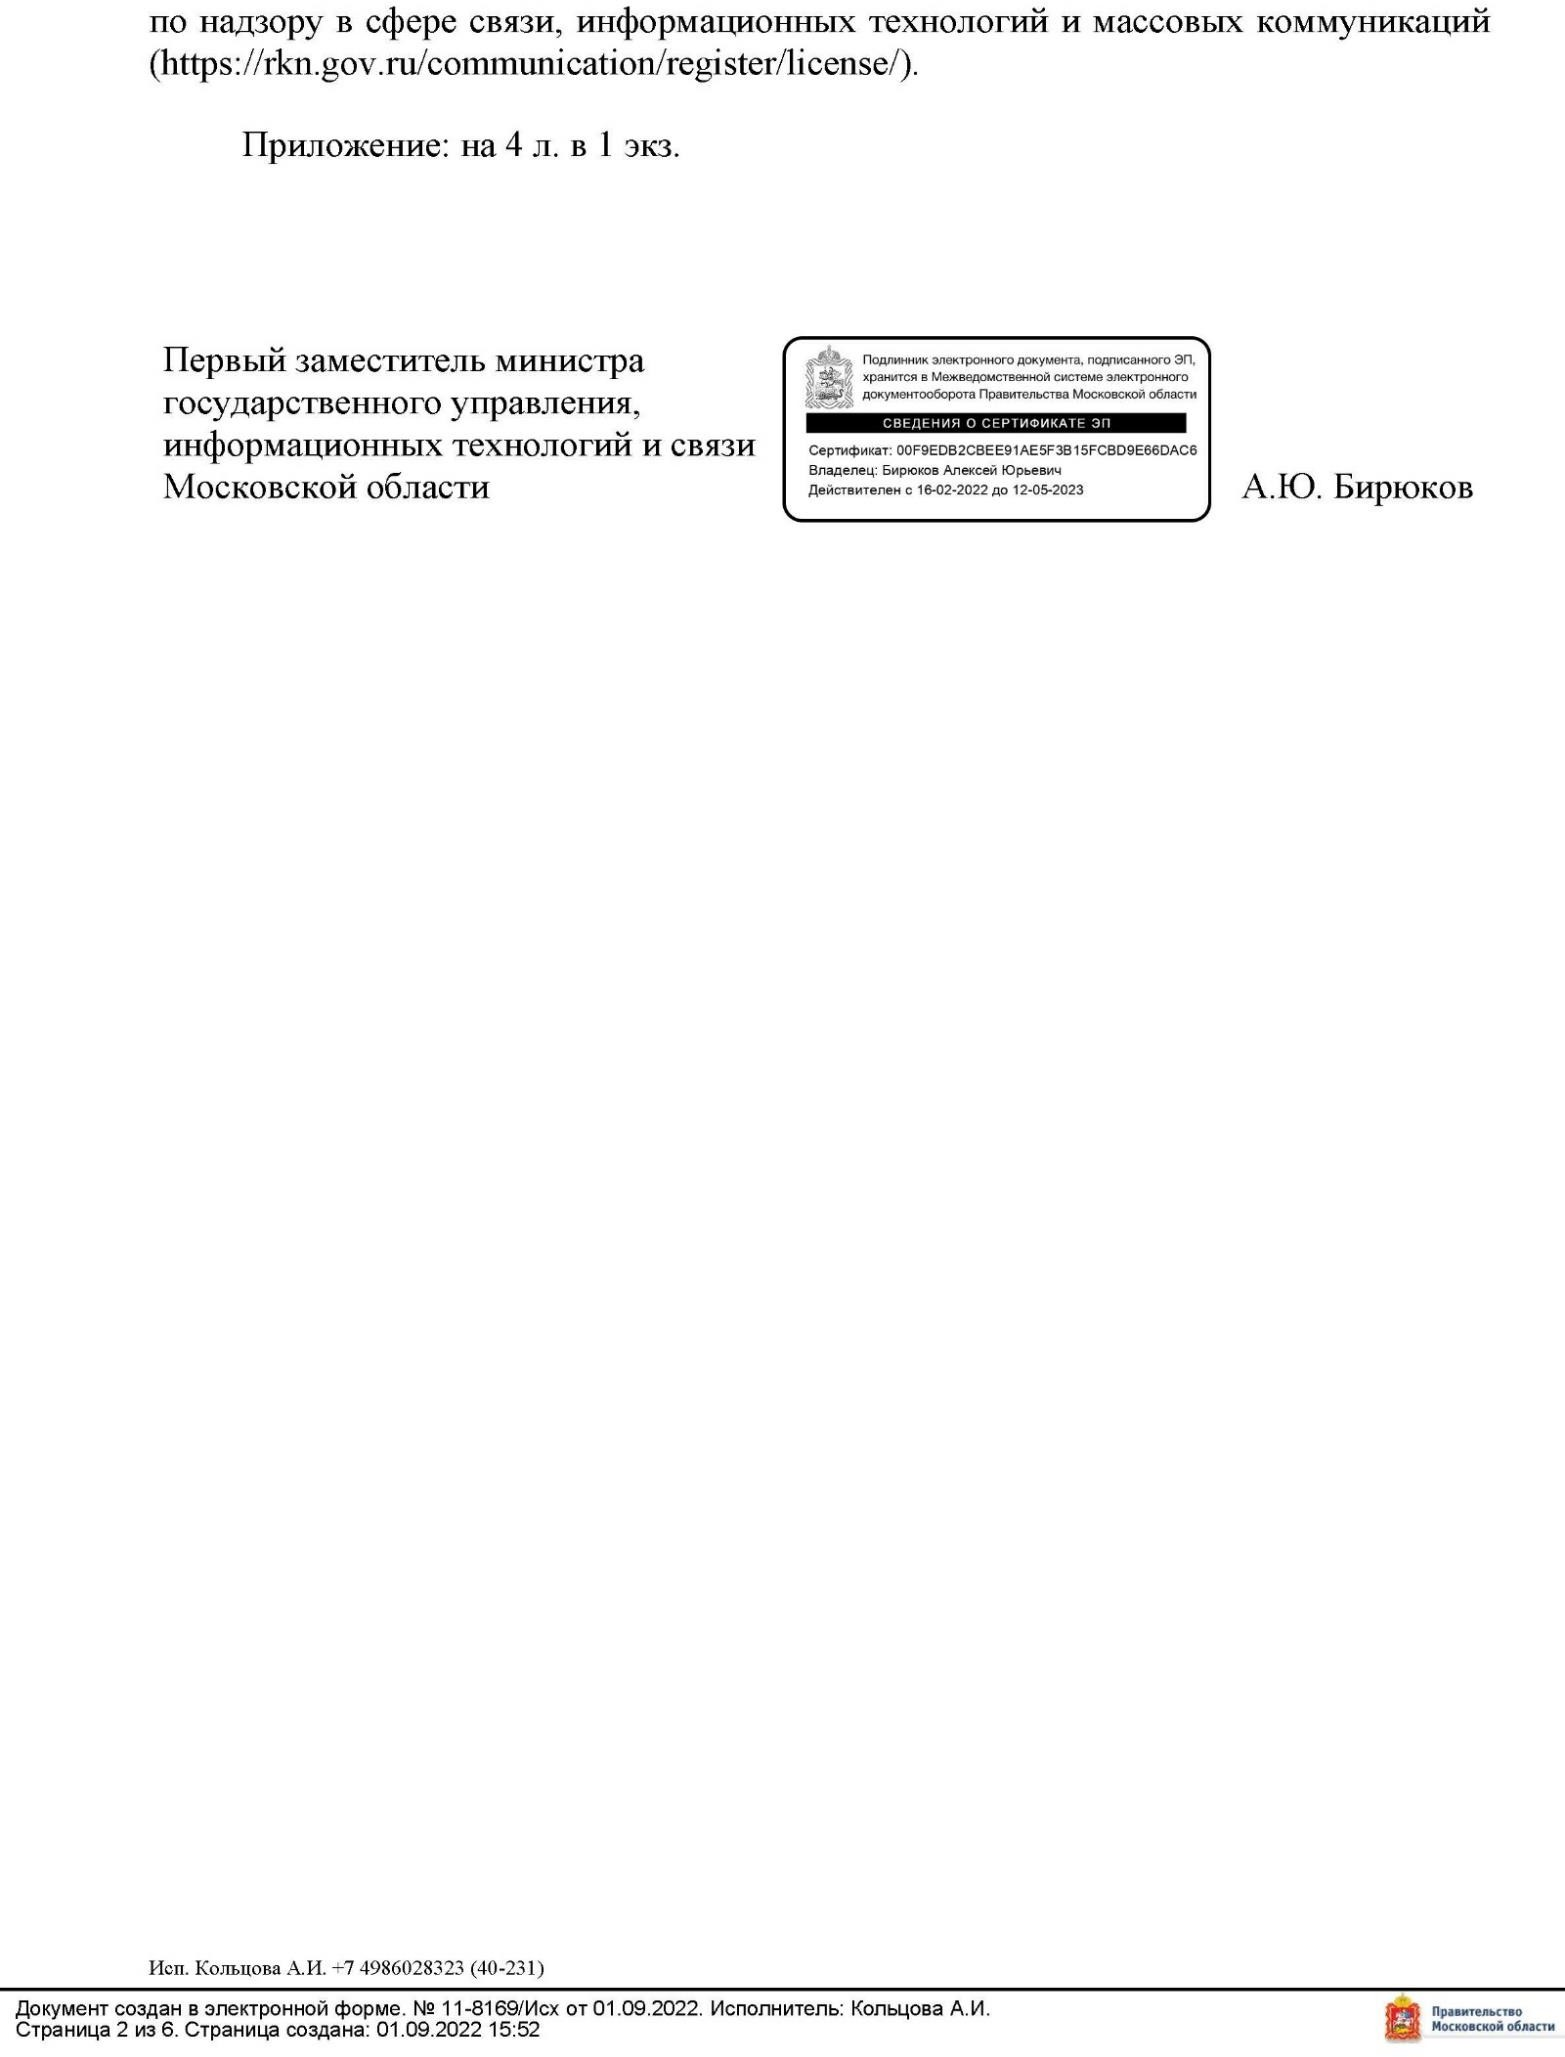 по надзору в сфере связи, информационных технологий и массовых коммуникаций
(https://rkn.gov.ru/communication/register/license/).
Приложение: на 4 л. в 1 экз.
Первый заместитель министра
государственного управления,
информационных технологий и связи
Московской области
Подлинник электронного документа, подписанного ЭП,
хранится в Межведомственной системе электронного
документооборота Правительства Московской области
СВЕДЕНИЯ О СЕРТИФИКАТЕ ЭП
Сертификат: 00F9EDB2CBEE91AE5F3B15FCBD9E66DAC6
Владелец: Бирюков Алексей Юрьевич
Действителен с 16-02-2022 до 12-05-2023
А.Ю. Бирюков
Исп. Кольцова А.И. +7 4986028323 (40-231)
Документ создан в электронной форме. № 11-8169/Исх от 01.09.2022. Исполнитель: Кольцова А.И.
Страница 2 из 6. Страница создана: 01.09.2022 15:52
Правительство
Московской области